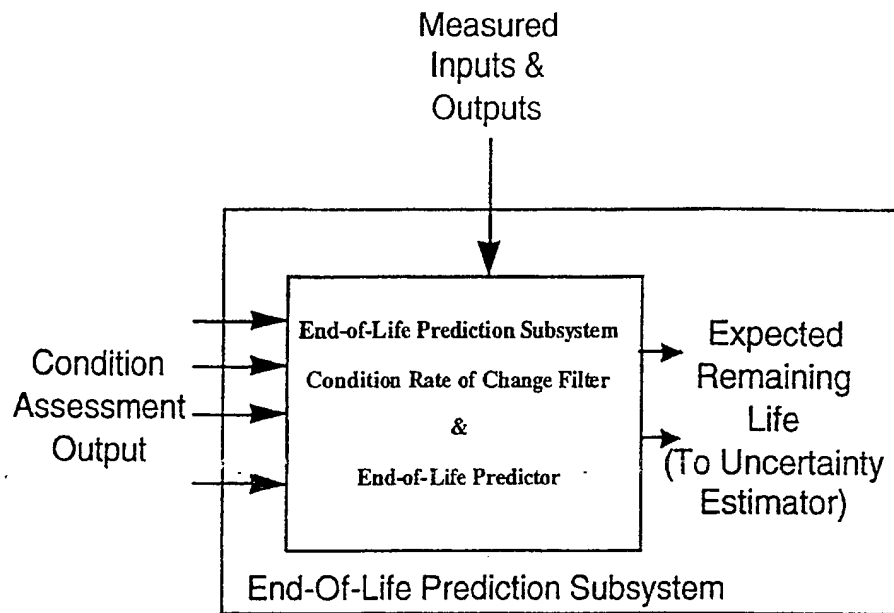 Measured
Inputs &
Outputs
Condition
Assessment
Output
End-of-Life Prediction Subsystem
Condition Rate of Change Filter
&
End-of-Life Predictor
Expected
Remaining
Life
(To Uncertainty
Estimator)
End-Of-Life Prediction Subsystem